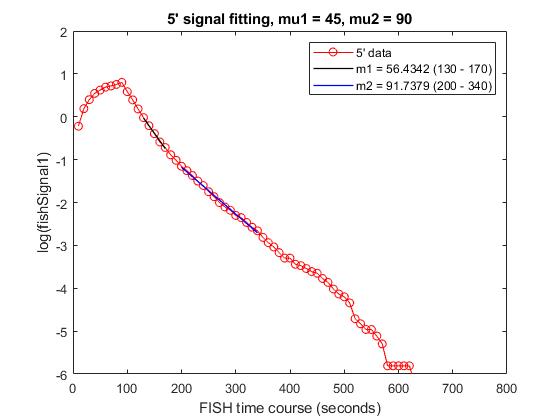 5' signal fitting, mu1 = 45, mu2 = 90
2
1
0
-1
-2
-3
-4
-5
-6
log(fishSignal1)
5' data
m1 = 56.4342 (130 - 170)
m2 = 91.7379 (200 - 340)
0 100 200 300 400 500 600 700 800
FISH time course (seconds)